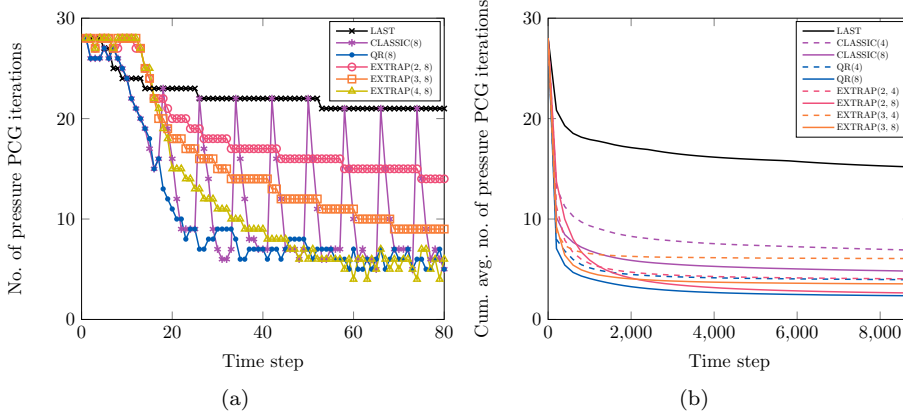 No. of pressure PCG iterations
30
20
10
0
0
20
40
60
80
Time step
LAST
CLASSIC(8)
QR(8)
EXTRAP(2, 8)
EXTRAP(3, 8)
EXTRAP(4, 8)
(a)
Cum. avg. no. of pressure PCG iterations
30
20
10
0
0
2,000
4,000
6,000
8,000
Time step
LAST
CLASSIC(4)
CLASSIC(8)
QR(4)
QR(8)
EXTRAP(2, 4)
EXTRAP(2, 8)
EXTRAP(3, 4)
EXTRAP(3, 8)
(b)